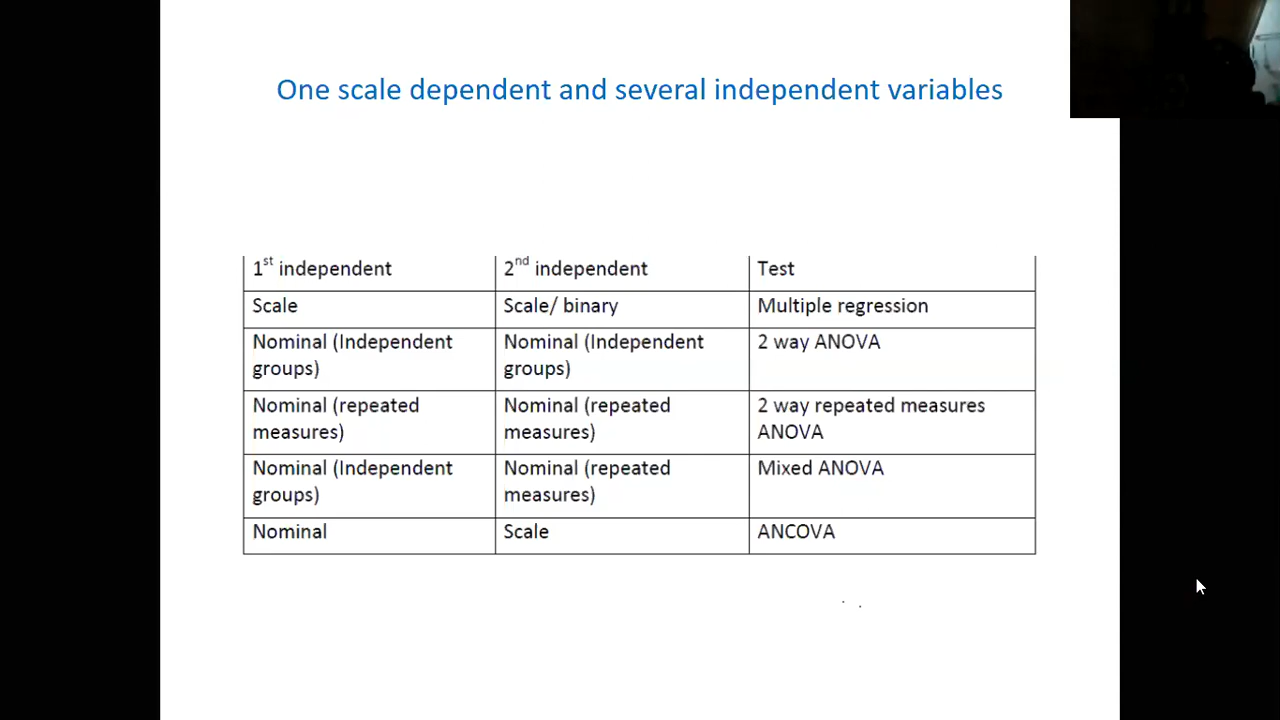 One scale dependent and several independent variables
1st independent 2nd independent Test
Scale Scale/ binary Multiple regression
Nominal (Independent groups) Nominal (Independent groups) 2 way ANOVA
Nominal (repeated measures) Nominal (repeated measures) 2 way repeated measures ANOVA
Nominal (Independent groups) Nominal (repeated measures) Mixed ANOVA
Nominal Scale ANCOVA